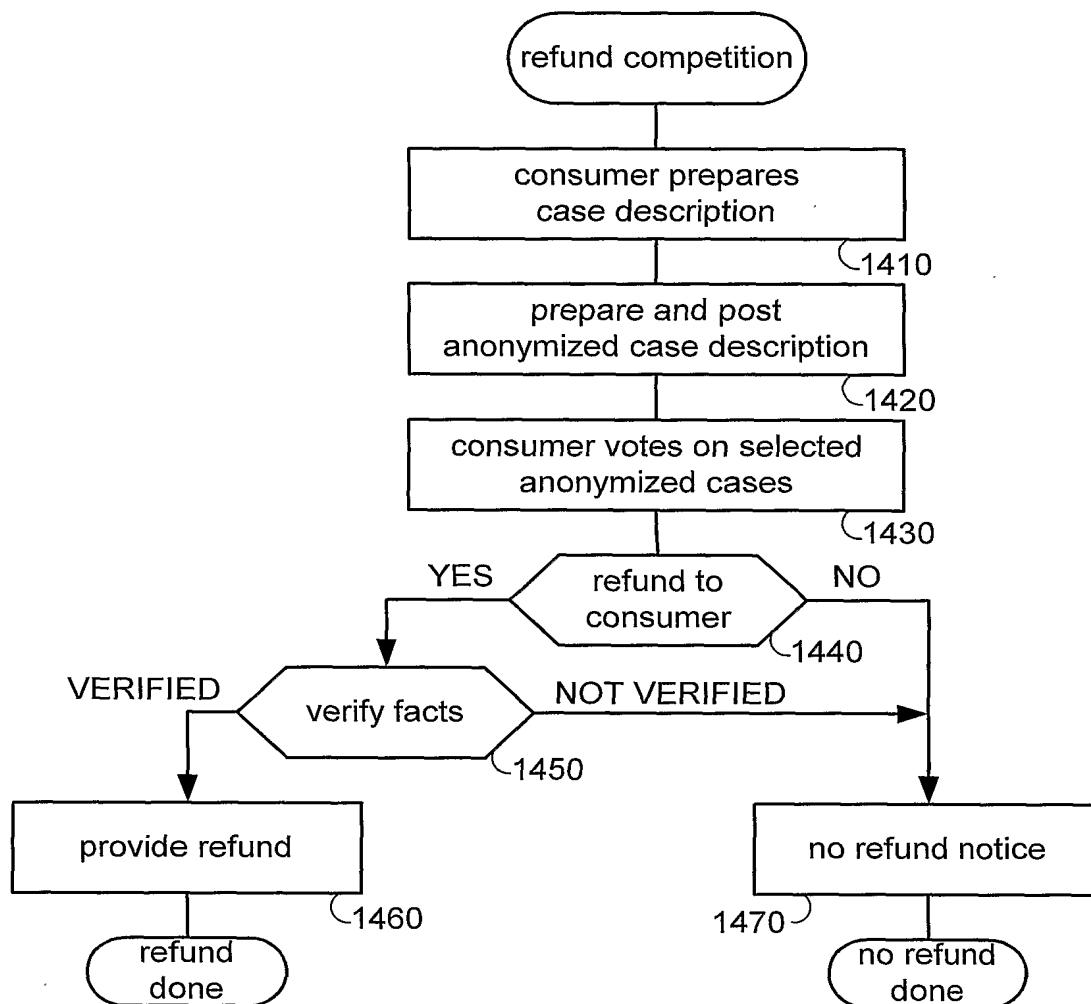 refund competition
consumer prepares
case description
1410
prepare and post
anonymized case description
1420
consumer votes on selected
anonymized cases
1430
YES
refund to
consumer
NO
1440
VERIFIED
verify facts
NOT VERIFIED
1450
provide refund
1460
no refund notice
1470
refund
done
no refund
done